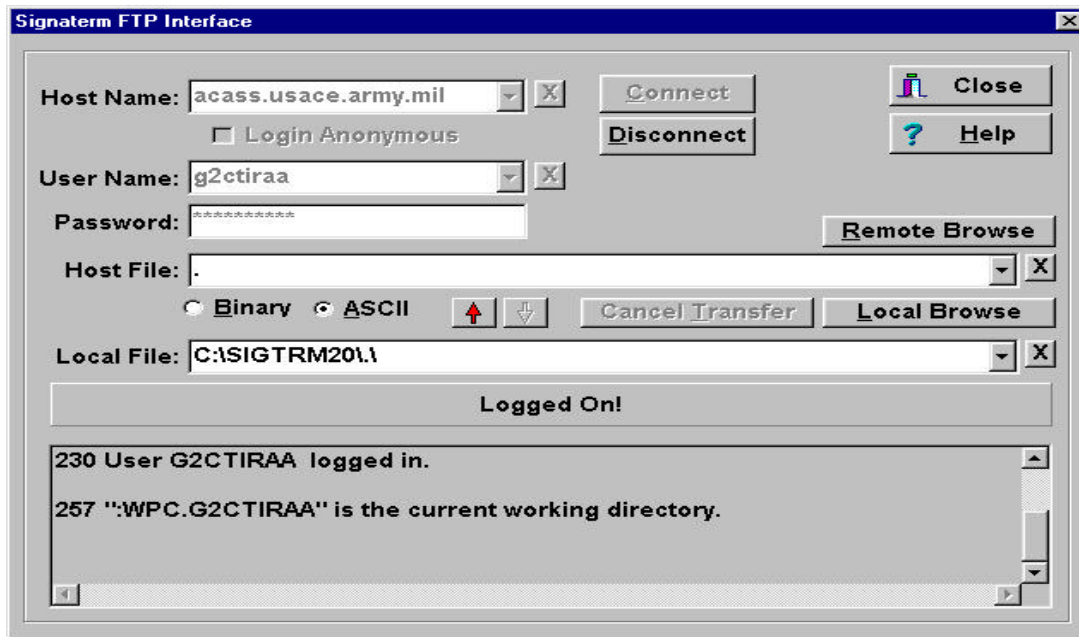 Signaterm FTP Interface
Host Name: acass.usace.army.mil X Connect Close
Login Anonymous Disconnect ? Help
User Name: g2ctiraa X
Password: **********
Remote Browse
Host File: . X
Binary ASCII Cancel Transfer Local Browse
Local File: C:\SIGTRM20\.\ X
Logged On!
230 User G2CTIRAA logged in.
257 ":WPC.G2CTIRAA" is the current working directory.